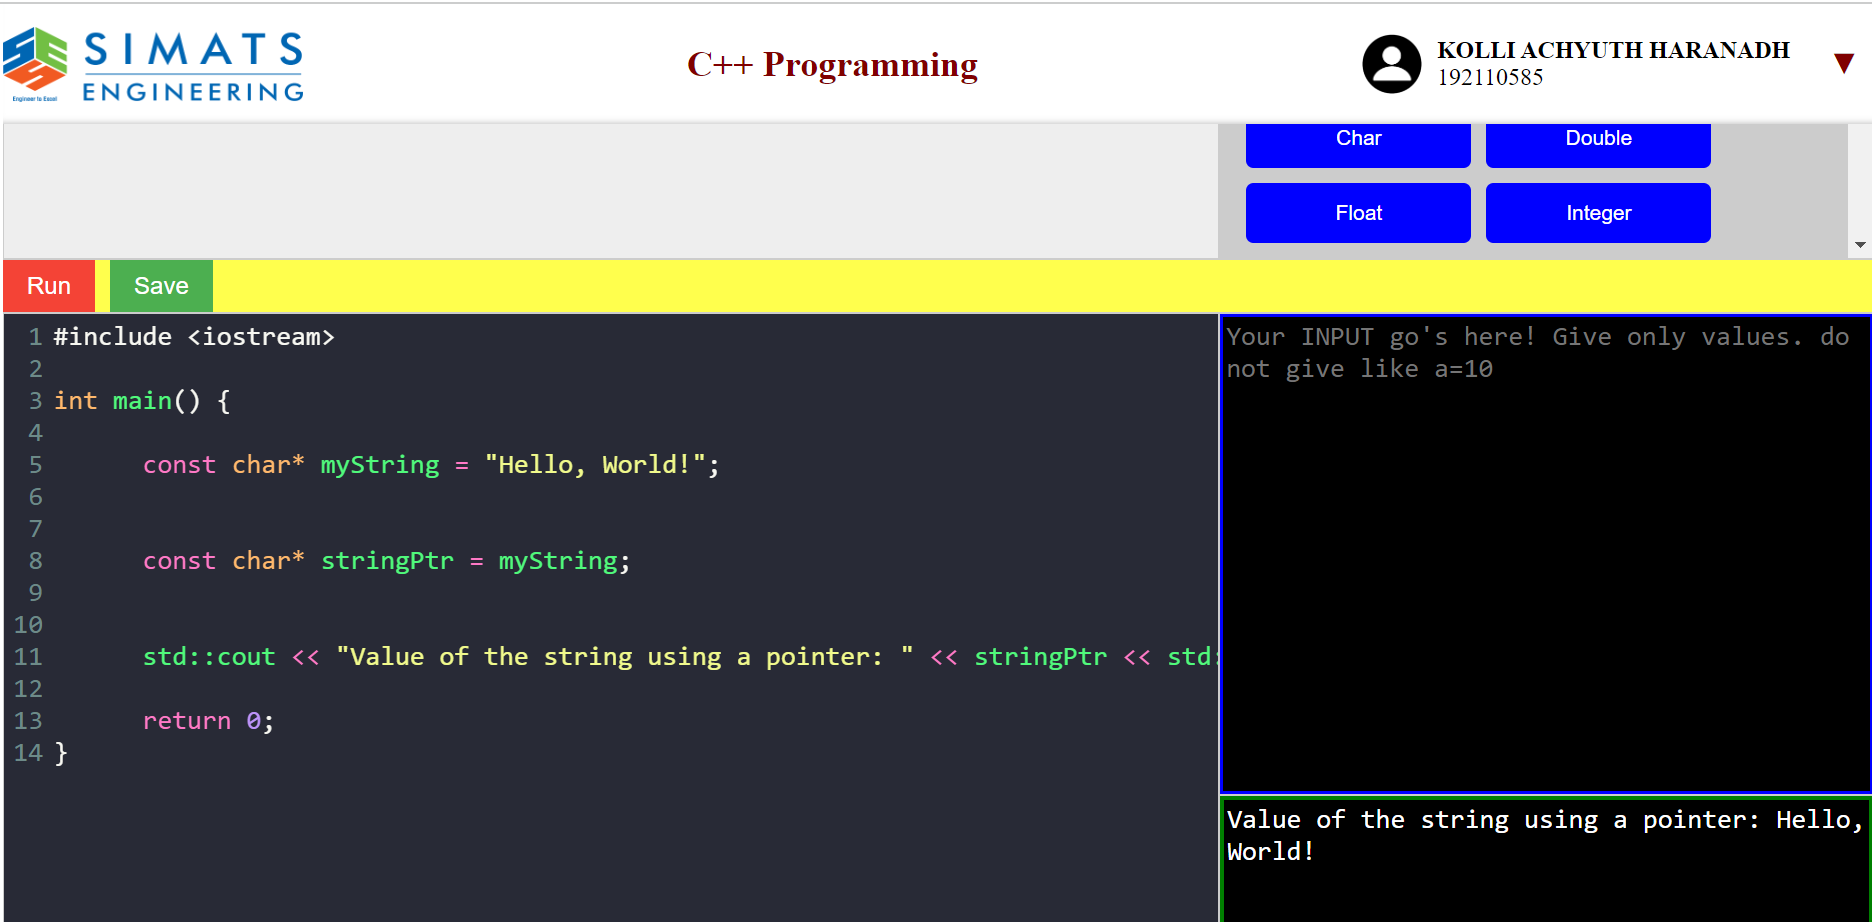 SIMATS
ENGINEERING
Engineer to Excel
C++ Programming
KOLLI ACHYUTH HARANADH
192110585
▼
Char
Double
Float
Integer
Run
Save
1 #include <iostream>
2
3 int main() {
4
5       const char* myString = "Hello, World!";
6
7
8       const char* stringPtr = myString;
9
10
11       std::cout << "Value of the string using a pointer: " << stringPtr << std:
12
13       return 0;
14 }
Your INPUT go's here! Give only values. do
not give like a=10
Value of the string using a pointer: Hello,
World!